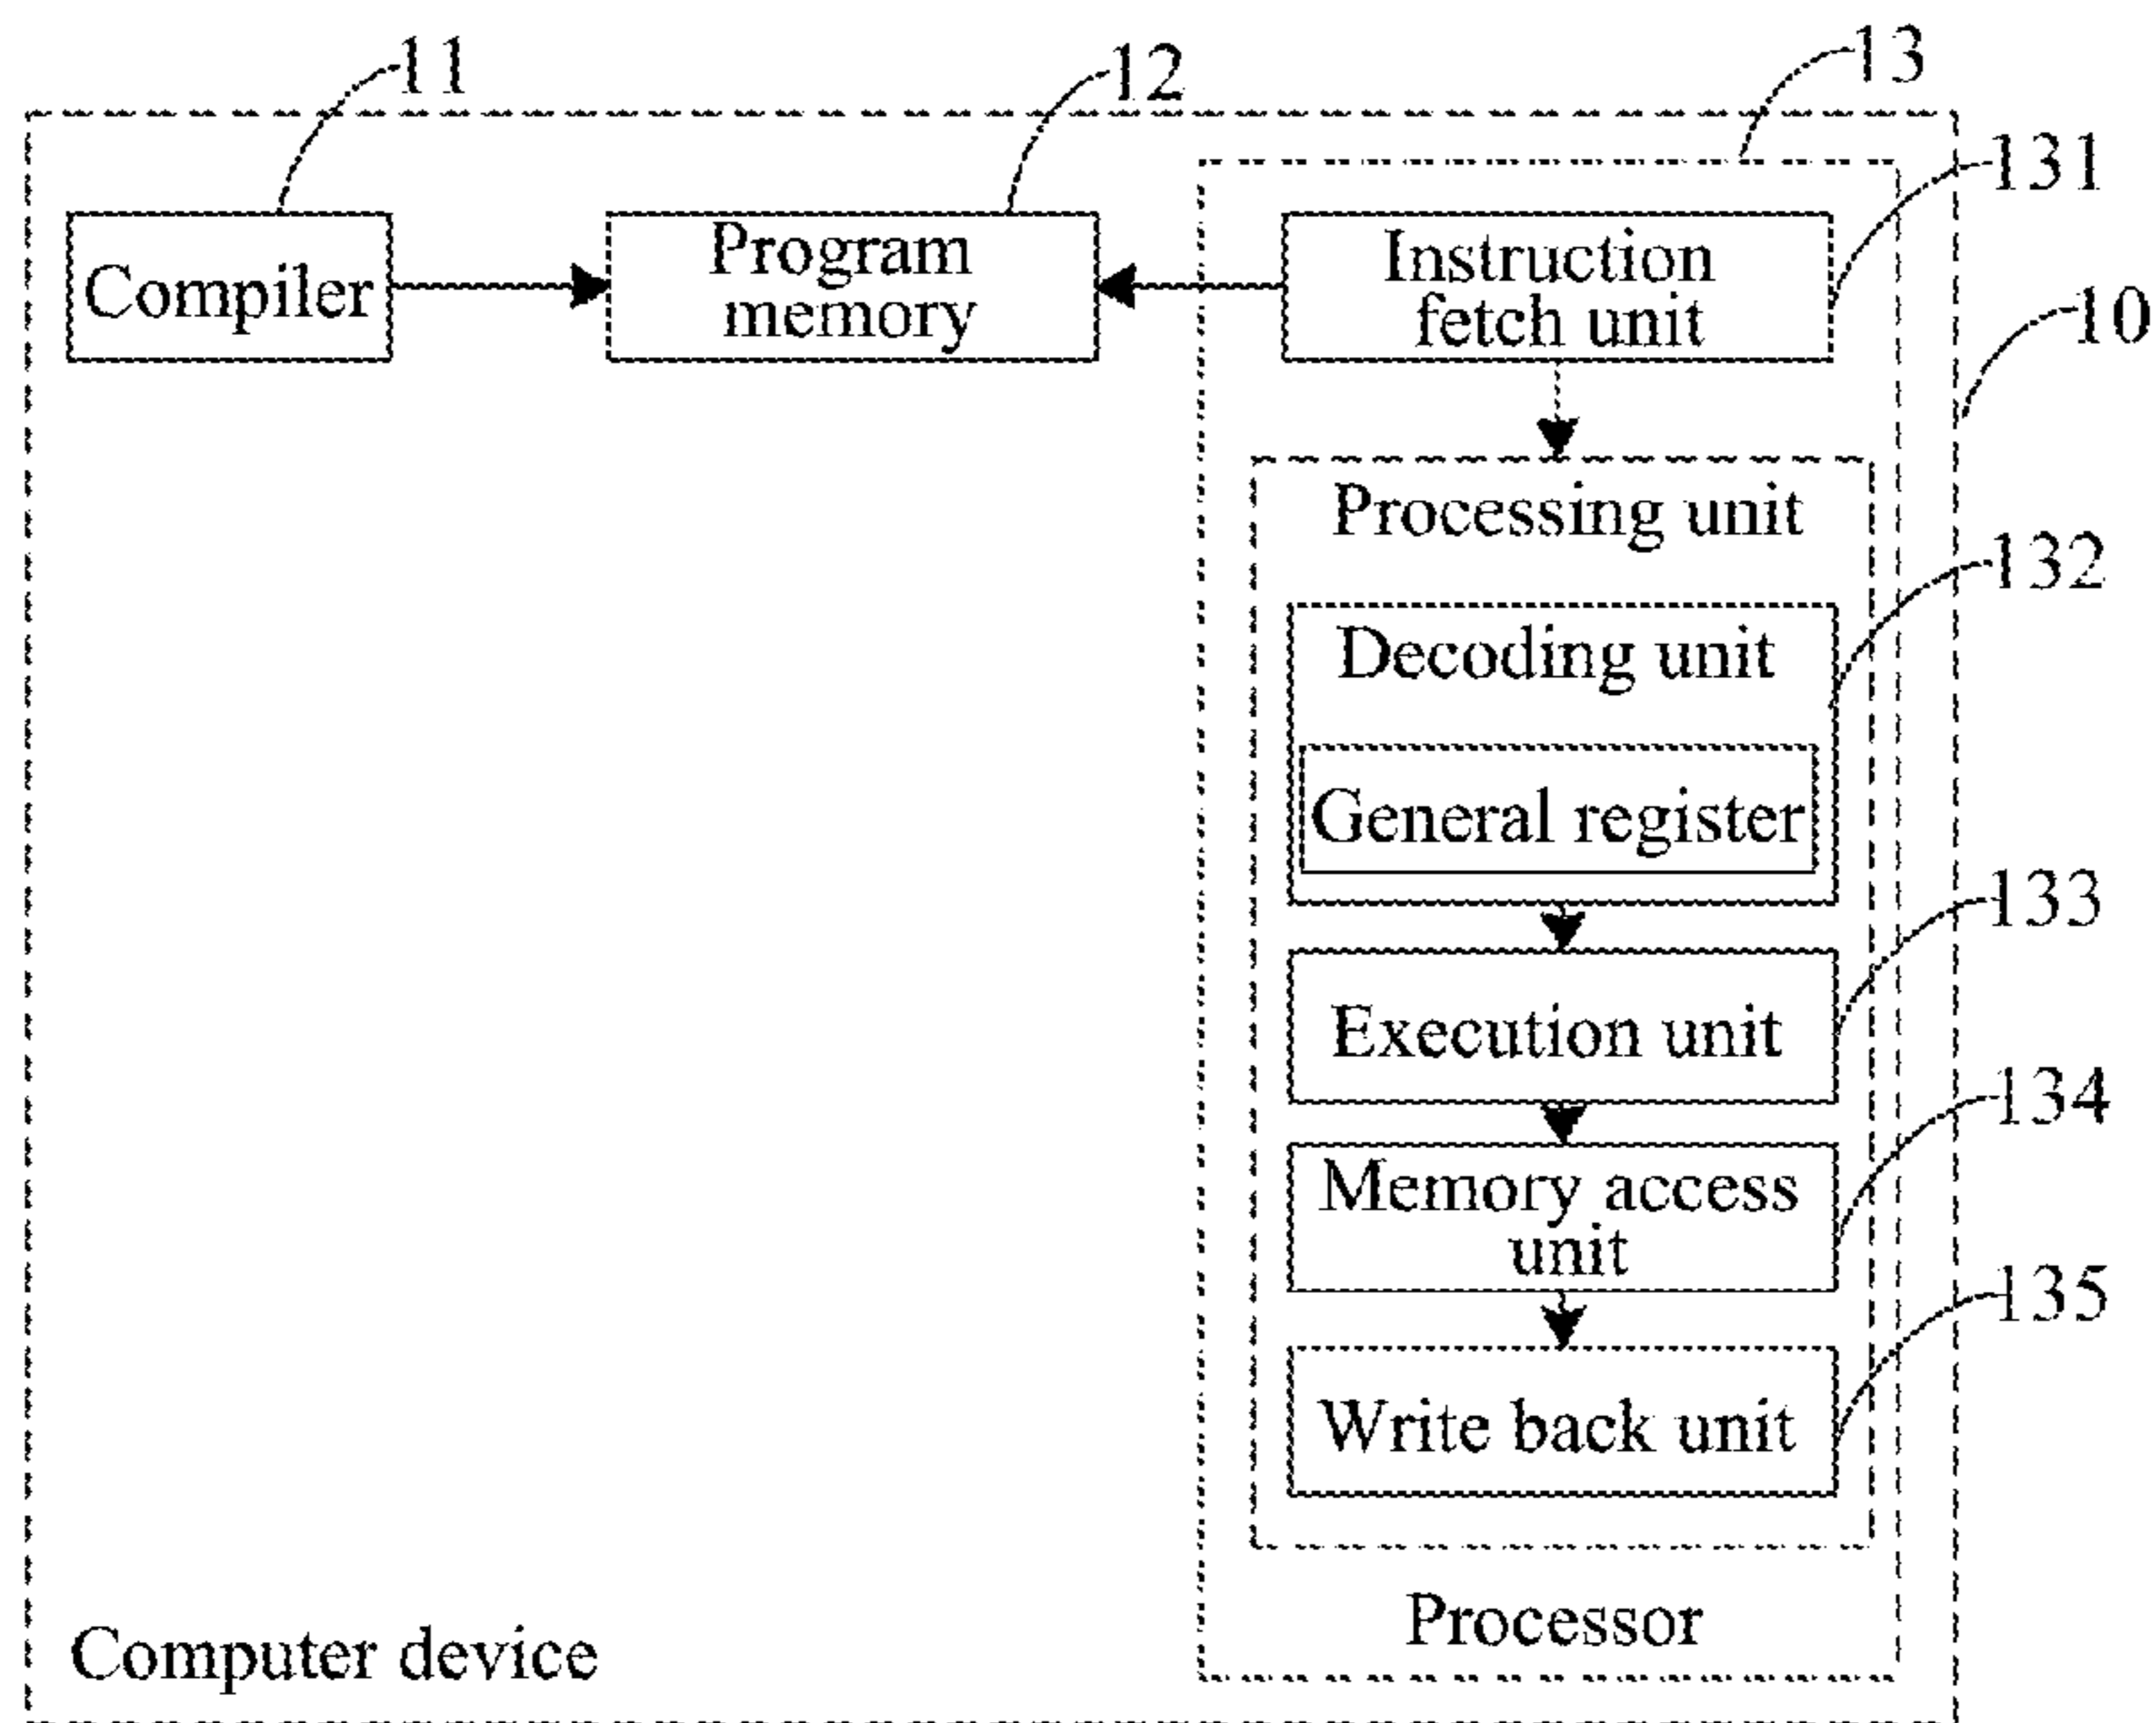 11
12
13
131
Compiler
Program
memory
Instruction
fetch unit
10
Processing unit
132
Decoding unit
General register
133
Execution unit
134
Memory access
unit
135
Write back unit
Processor
Computer device